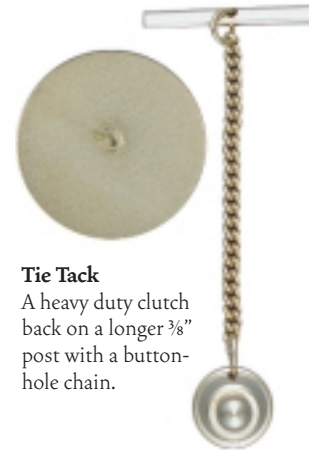 Tie Tack
A heavy duty clutch
back on a longer ⅜”
post with a button-
hole chain.